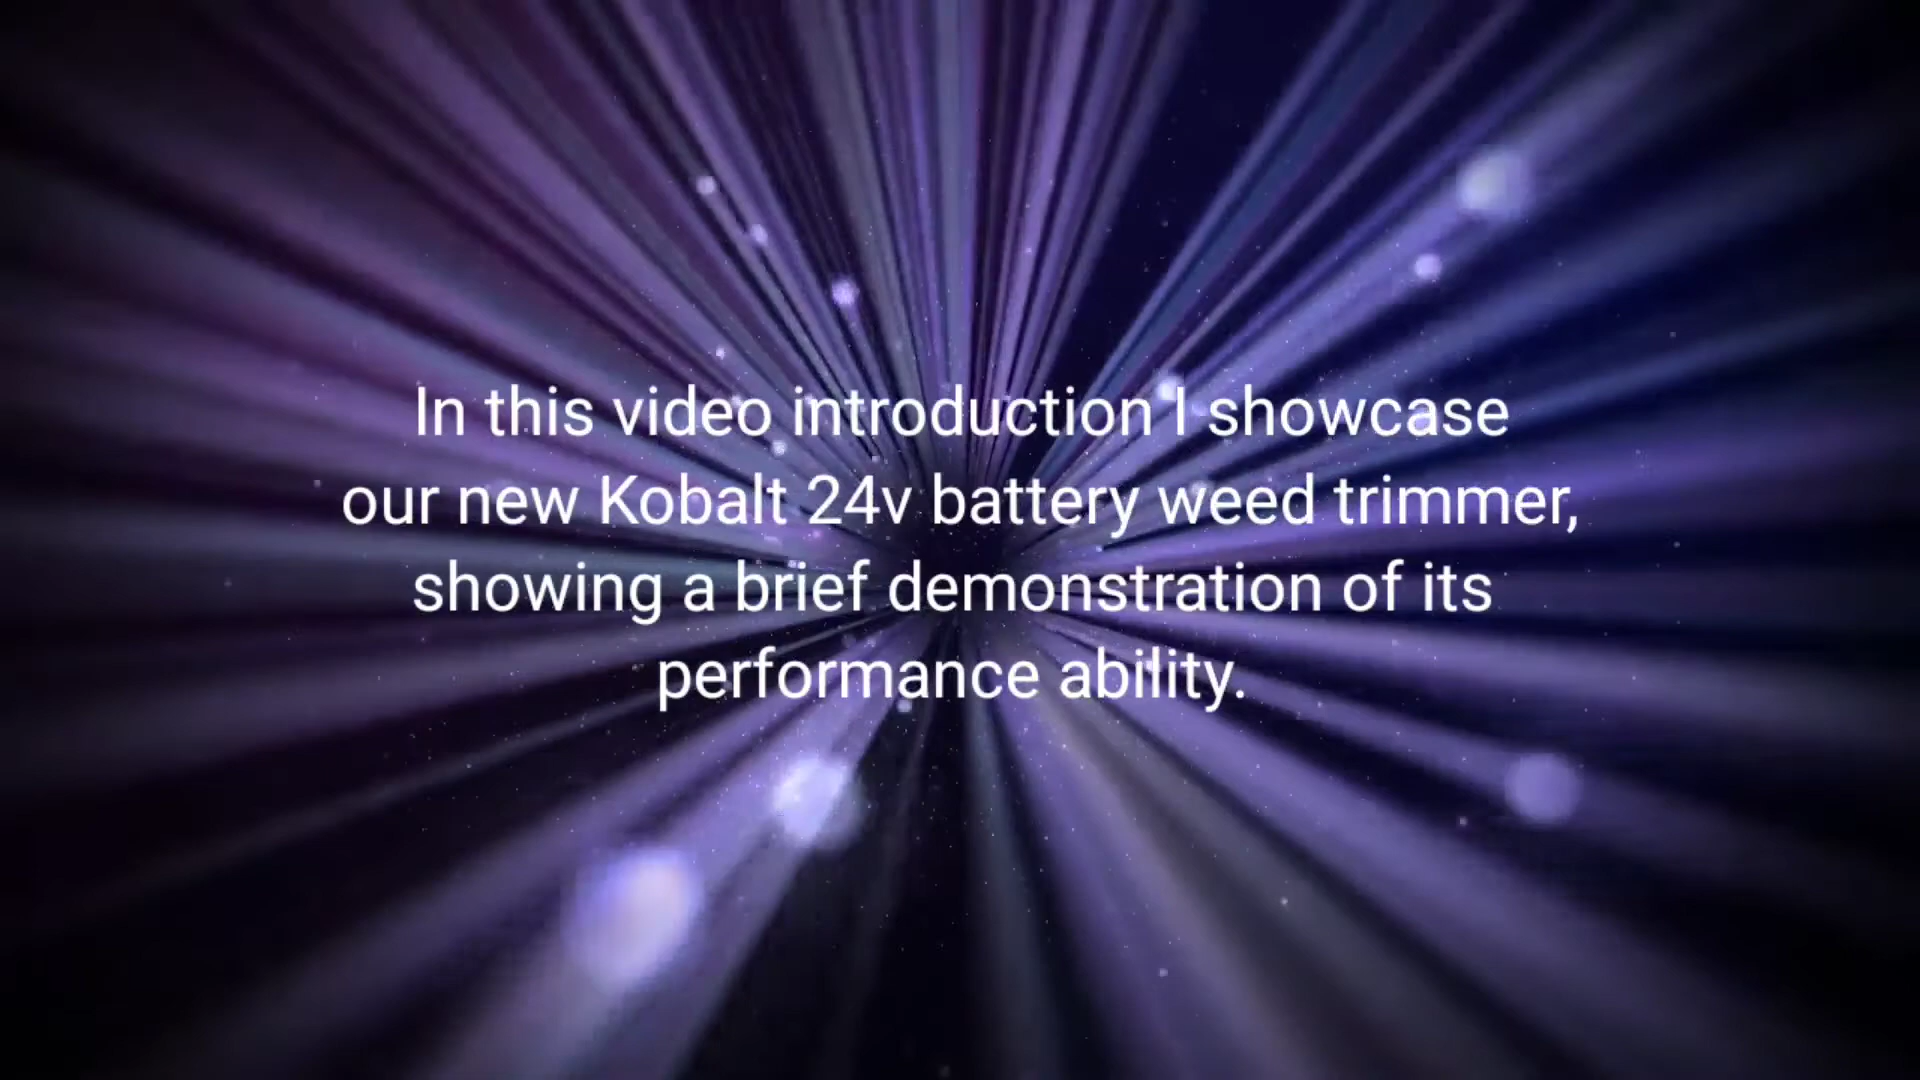 In this video introduction I showcase
our new Kobalt 24v battery weed trimmer,
showing a brief demonstration of its
performance ability.